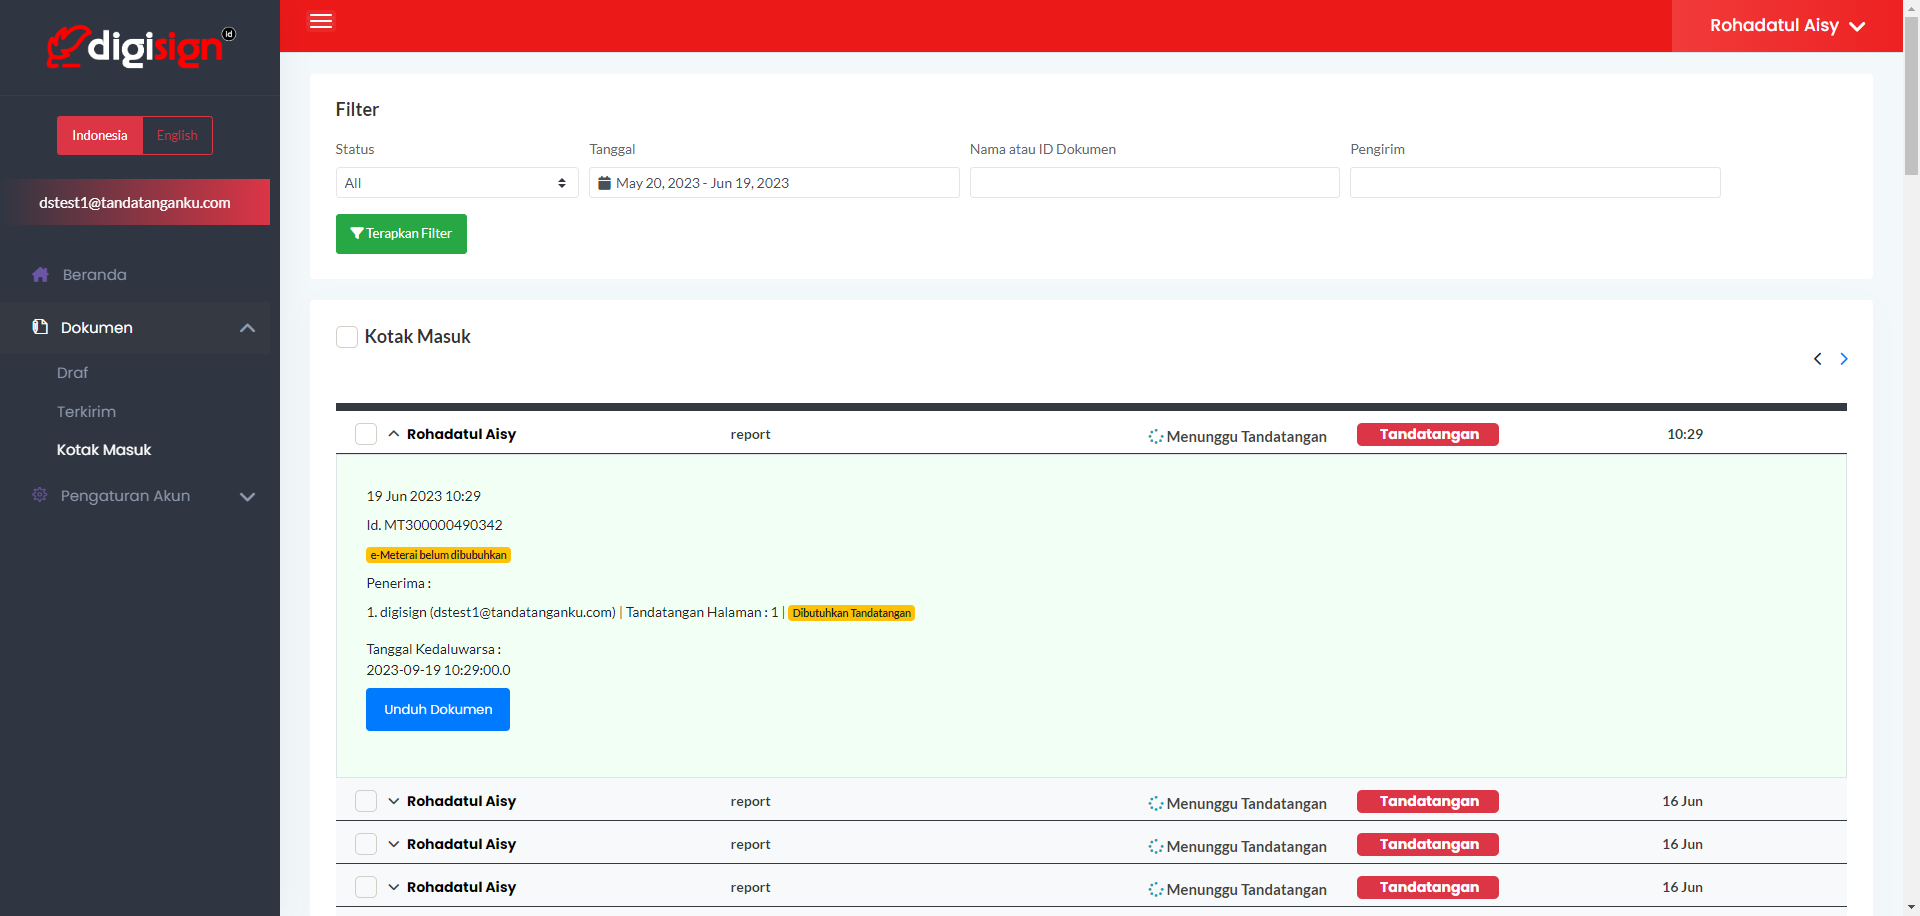 digisign id
Rohadatul Aisy
Indonesia English
dstest1@tandatanganku.com
Beranda
Dokumen
Draf
Terkirim
Kotak Masuk
Pengaturan Akun
Filter
Status Tanggal Nama atau ID Dokumen Pengirim
All May 20, 2023 - Jun 19, 2023
Terapkan Filter
Kotak Masuk
Rohadatul Aisy report Menunggu Tandatangan Tandatangan 10:29
19 Jun 2023 10:29
Id. MT300000490342
e-Meterai belum dibubuhkan
Penerima :
1. digisign (dstest1@tandatanganku.com) | Tandatangan Halaman : 1 | Dibutuhkan Tandatangan
Tanggal Kedaluwarsa :
2023-09-19 10:29:00.0
Unduh Dokumen
Rohadatul Aisy report Menunggu Tandatangan Tandatangan 16 Jun
Rohadatul Aisy report Menunggu Tandatangan Tandatangan 16 Jun
Rohadatul Aisy report Menunggu Tandatangan Tandatangan 16 Jun